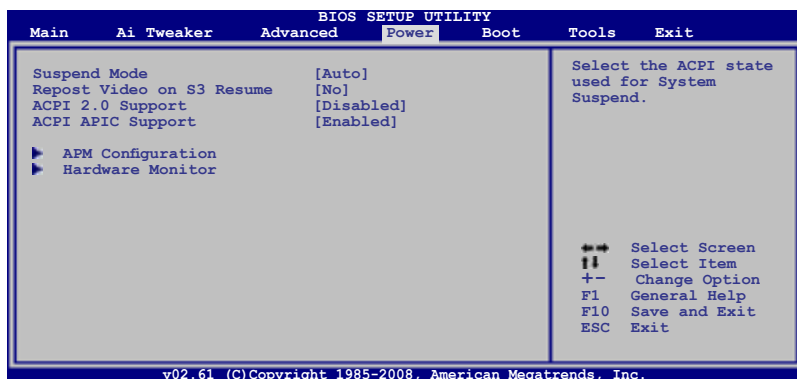 BIOS SETUP UTILITY
Main Ai Tweaker Advanced Power Boot Tools Exit
Suspend Mode [Auto]
Repost Video on S3 Resume [No]
ACPI 2.0 Support [Disabled]
ACPI APIC Support [Enabled]
APM Configuration
Hardware Monitor
Select the ACPI state
used for System
Suspend.
Select Screen
Select Item
+- Change Option
F1 General Help
F10 Save and Exit
ESC Exit
v02.61 (C)Copyright 1985-2008, American Megatrends, Inc.